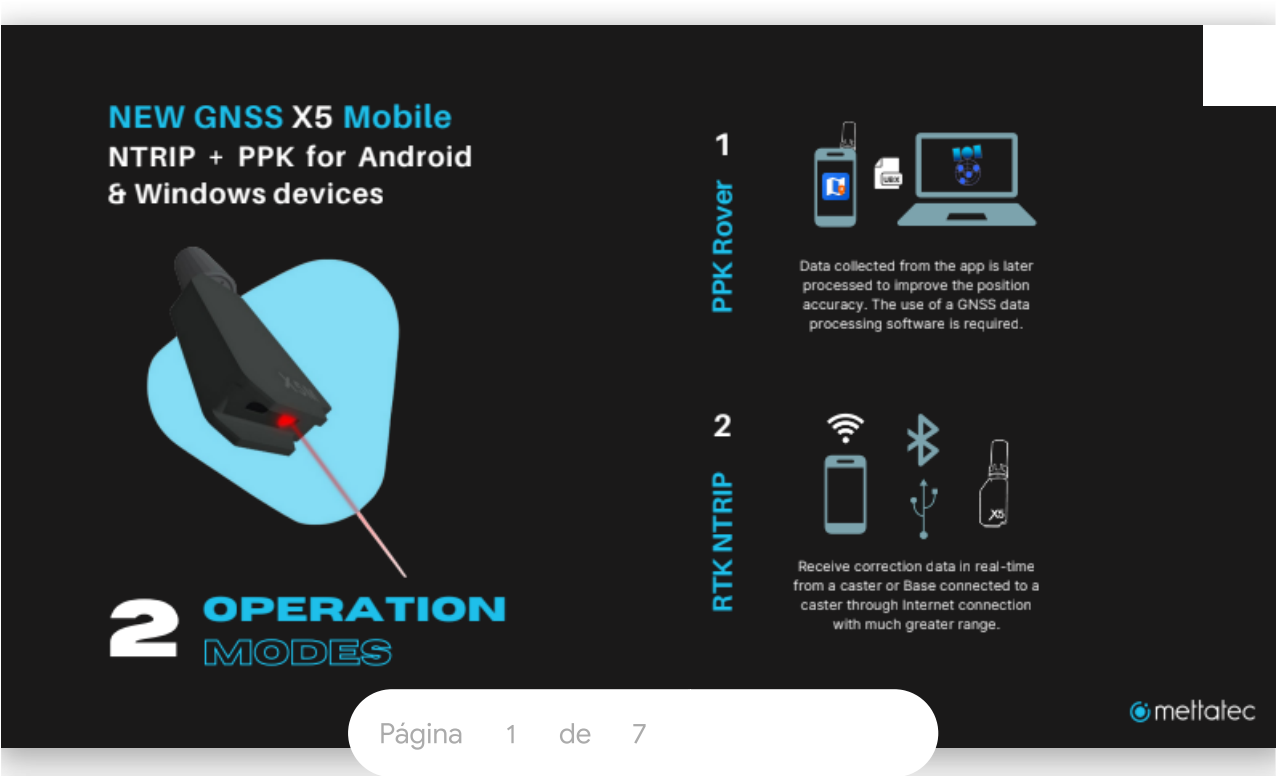 NEW GNSS X5 Mobile
NTRIP + PPK for Android
& Windows devices
X5
2 OPERATION
MODES
1
PPK Rover
UBX
Data collected from the app is later
processed to improve the position
accuracy. The use of a GNSS data
processing software is required.
2
RTK NTRIP
X5
Receive correction data in real-time
from a caster or Base connected to a
caster through Internet connection
with much greater range.
mettatec
Página 1 de 7